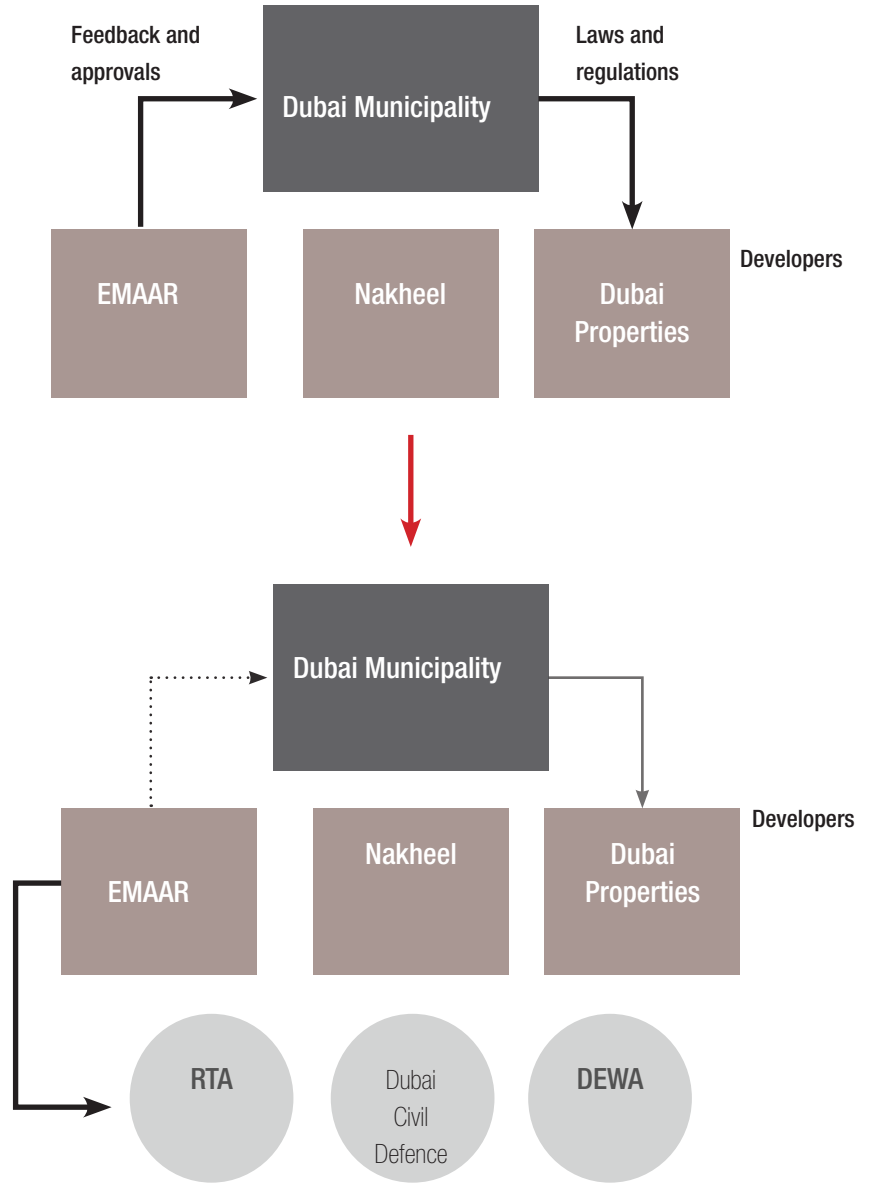 Feedback and
approvals
Laws and
regulations
Dubai Municipality
EMAAR
Nakheel
Dubai
Properties
Developers
Dubai Municipality
EMAAR
Nakheel
Dubai
Properties
Developers
RTA
Dubai
Civil
Defence
DEWA